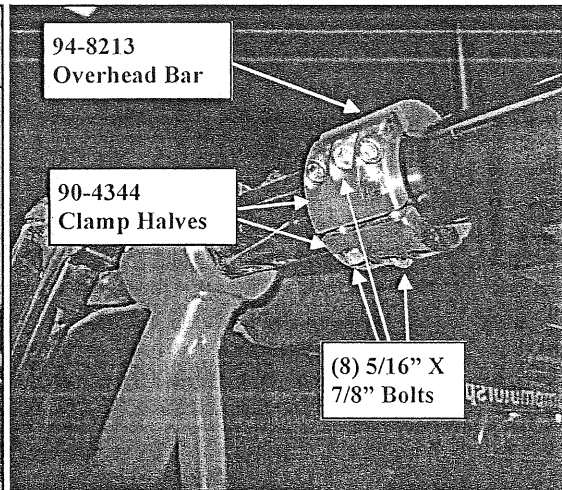 94-8213
Overhead Bar
90-4344
Clamp Halves
(8) 5/16” X
7/8” Bolts